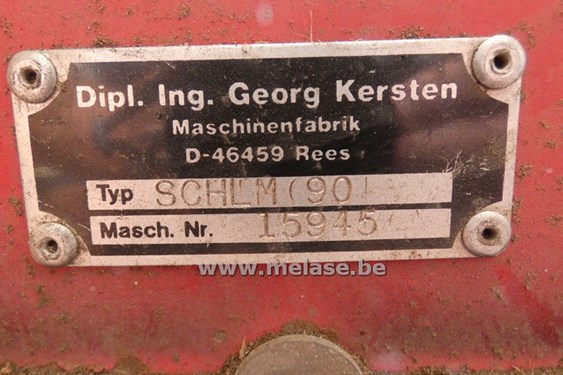 Dipl. Ing. Georg Kersten
Maschinenfabrik
D-46459 Rees
Typ SCHLM(90)
Masch. Nr. 15945
www.melase.be